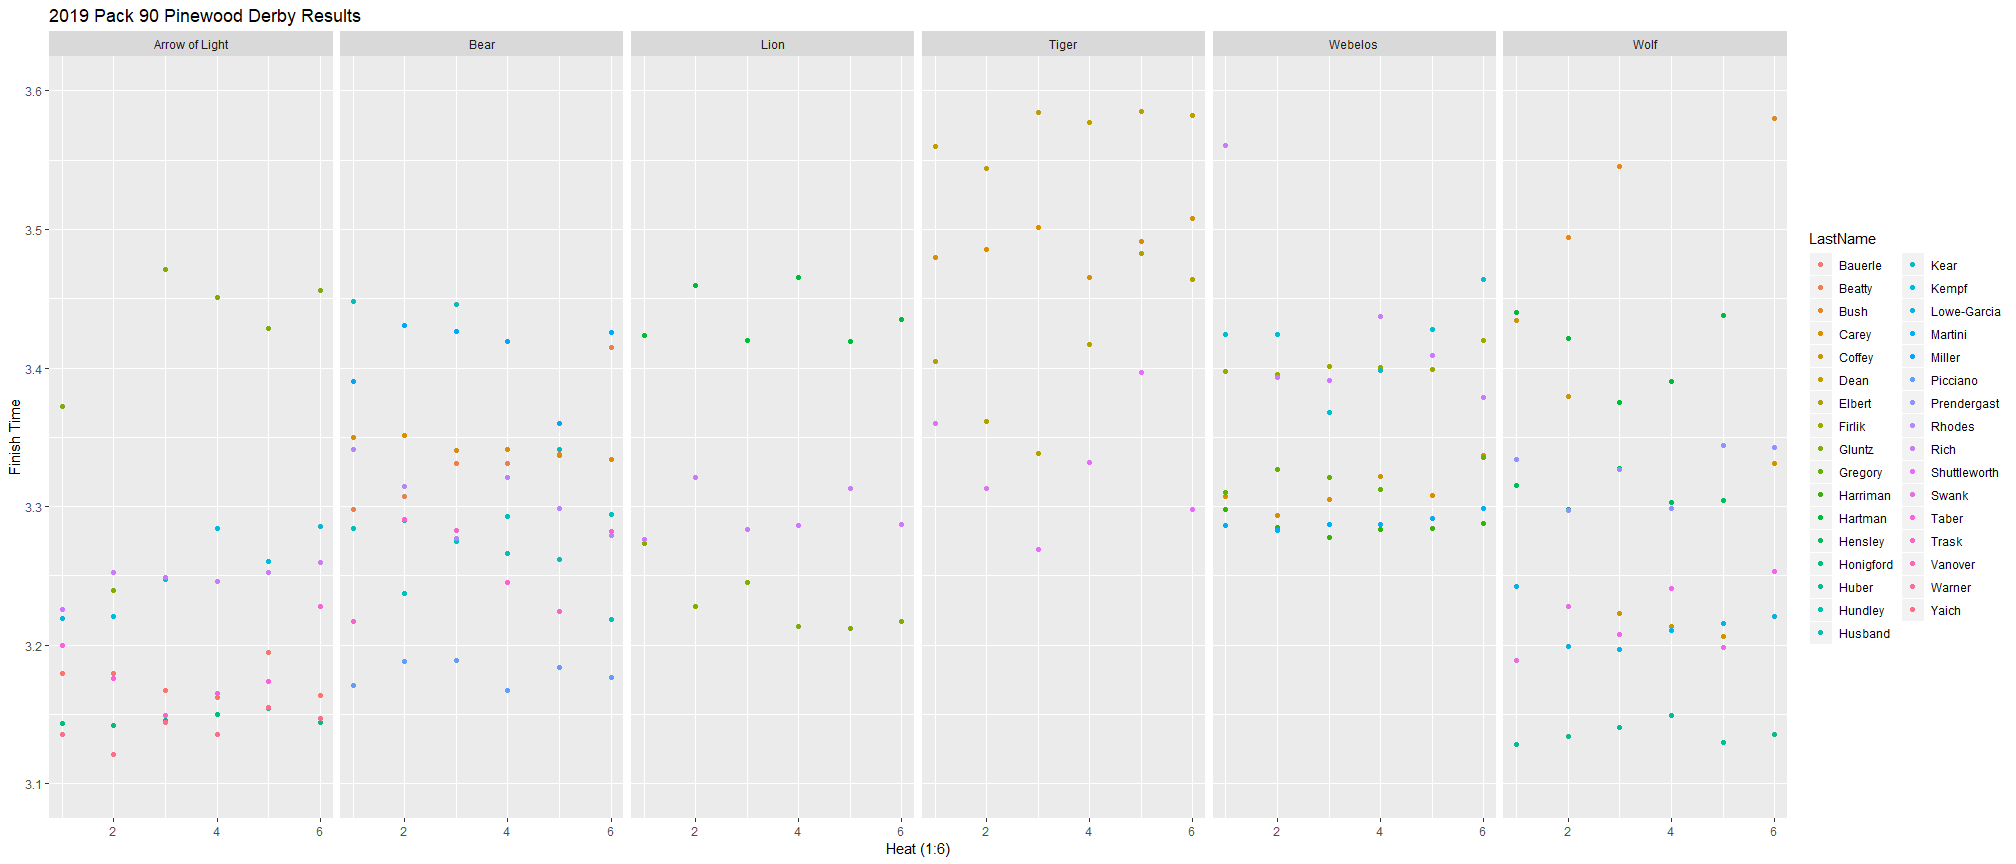 2019 Pack 90 Pinewood Derby Results
Arrow of Light
Bear
Lion
Tiger
Webelos
Wolf
3.6
3.5
3.4
3.3
3.2
3.1
Finish Time
2 4 6
2 4 6
2 4 6
2 4 6
2 4 6
2 4 6
Heat (1:6)
LastName
Bauerle
Beatty
Bush
Carey
Coffey
Dean
Elbert
Firlik
Gluntz
Gregory
Harriman
Hartman
Hensley
Honigford
Huber
Hundley
Husband
Kear
Kempf
Lowe-Garcia
Martini
Miller
Picciano
Prendergast
Rhodes
Rich
Shuttleworth
Swank
Taber
Trask
Vanover
Warner
Yaich